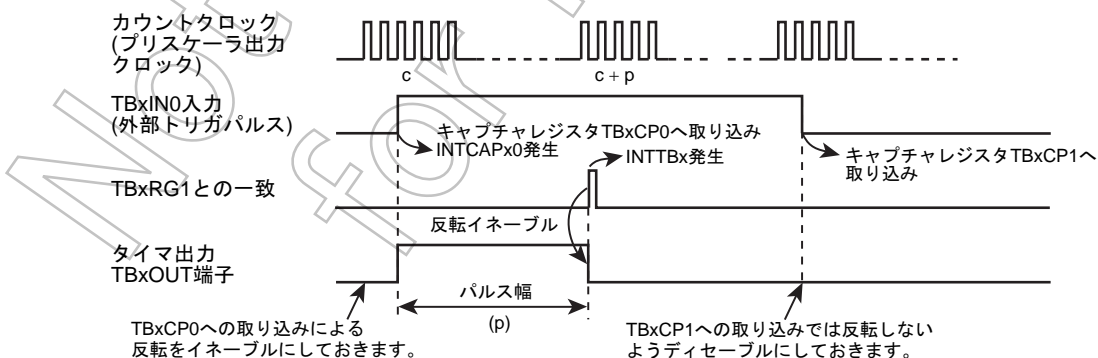 カウントクロック
(プリスケーラ出力
クロック)
c
c + p
TBxIN0入力
(外部トリガパルス)
キャプチャレジスタTBxCP0へ取り込み
INTCAPx0発生
INTTBx発生
キャプチャレジスタTBxCP1へ
取り込み
TBxRG1との一致
反転イネーブル
タイマ出力
TBxOUT端子
パルス幅
(p)
TBxCP0への取り込みによる
反転をイネーブルにしておきます。
TBxCP1への取り込みでは反転しない
ようディセーブルにしておきます。
Not
for